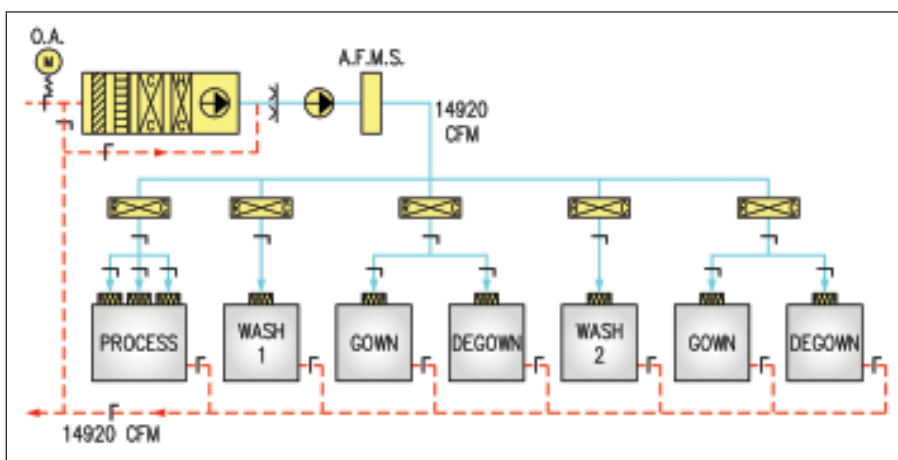 O.A.
M
A.F.M.S.
14920
CFM
PROCESS
WASH
1
GOWN
DEGOWN
WASH
2
GOWN
DEGOWN
14920 CFM